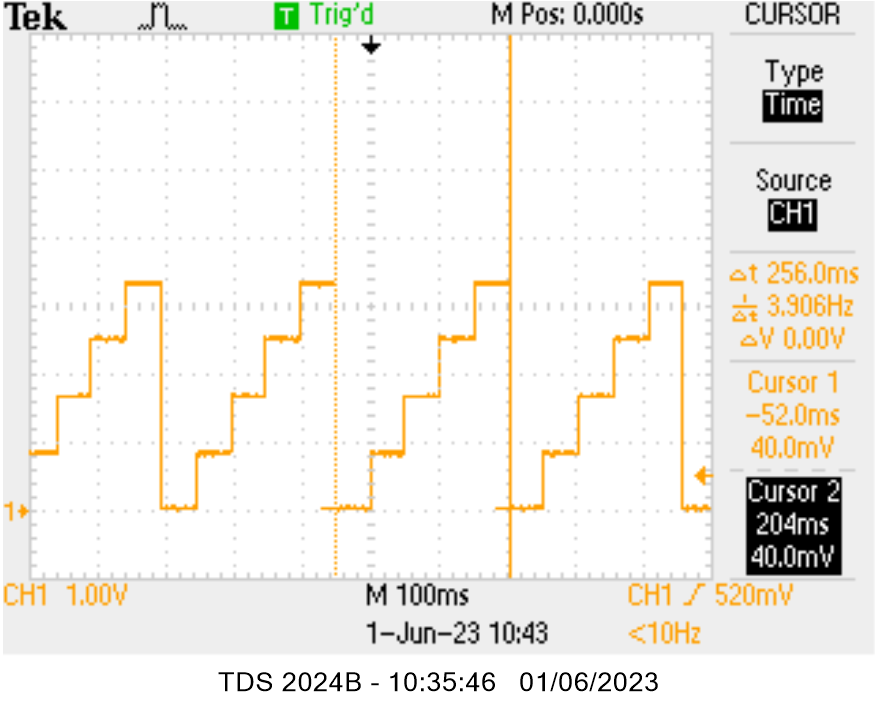 Tek T Trig'd M Pos: 0.000s CURSOR
Type
Time
Source
CH1
△t 256.0ms
1/△t 3.906Hz
△V 0.00V
Cursor 1
−52.0ms
40.0mV
Cursor 2
204ms
40.0mV
1
CH1 1.00V M 100ms CH1 520mV
1-Jun-23 10:43 <10Hz
TDS 2024B - 10:35:46 01/06/2023